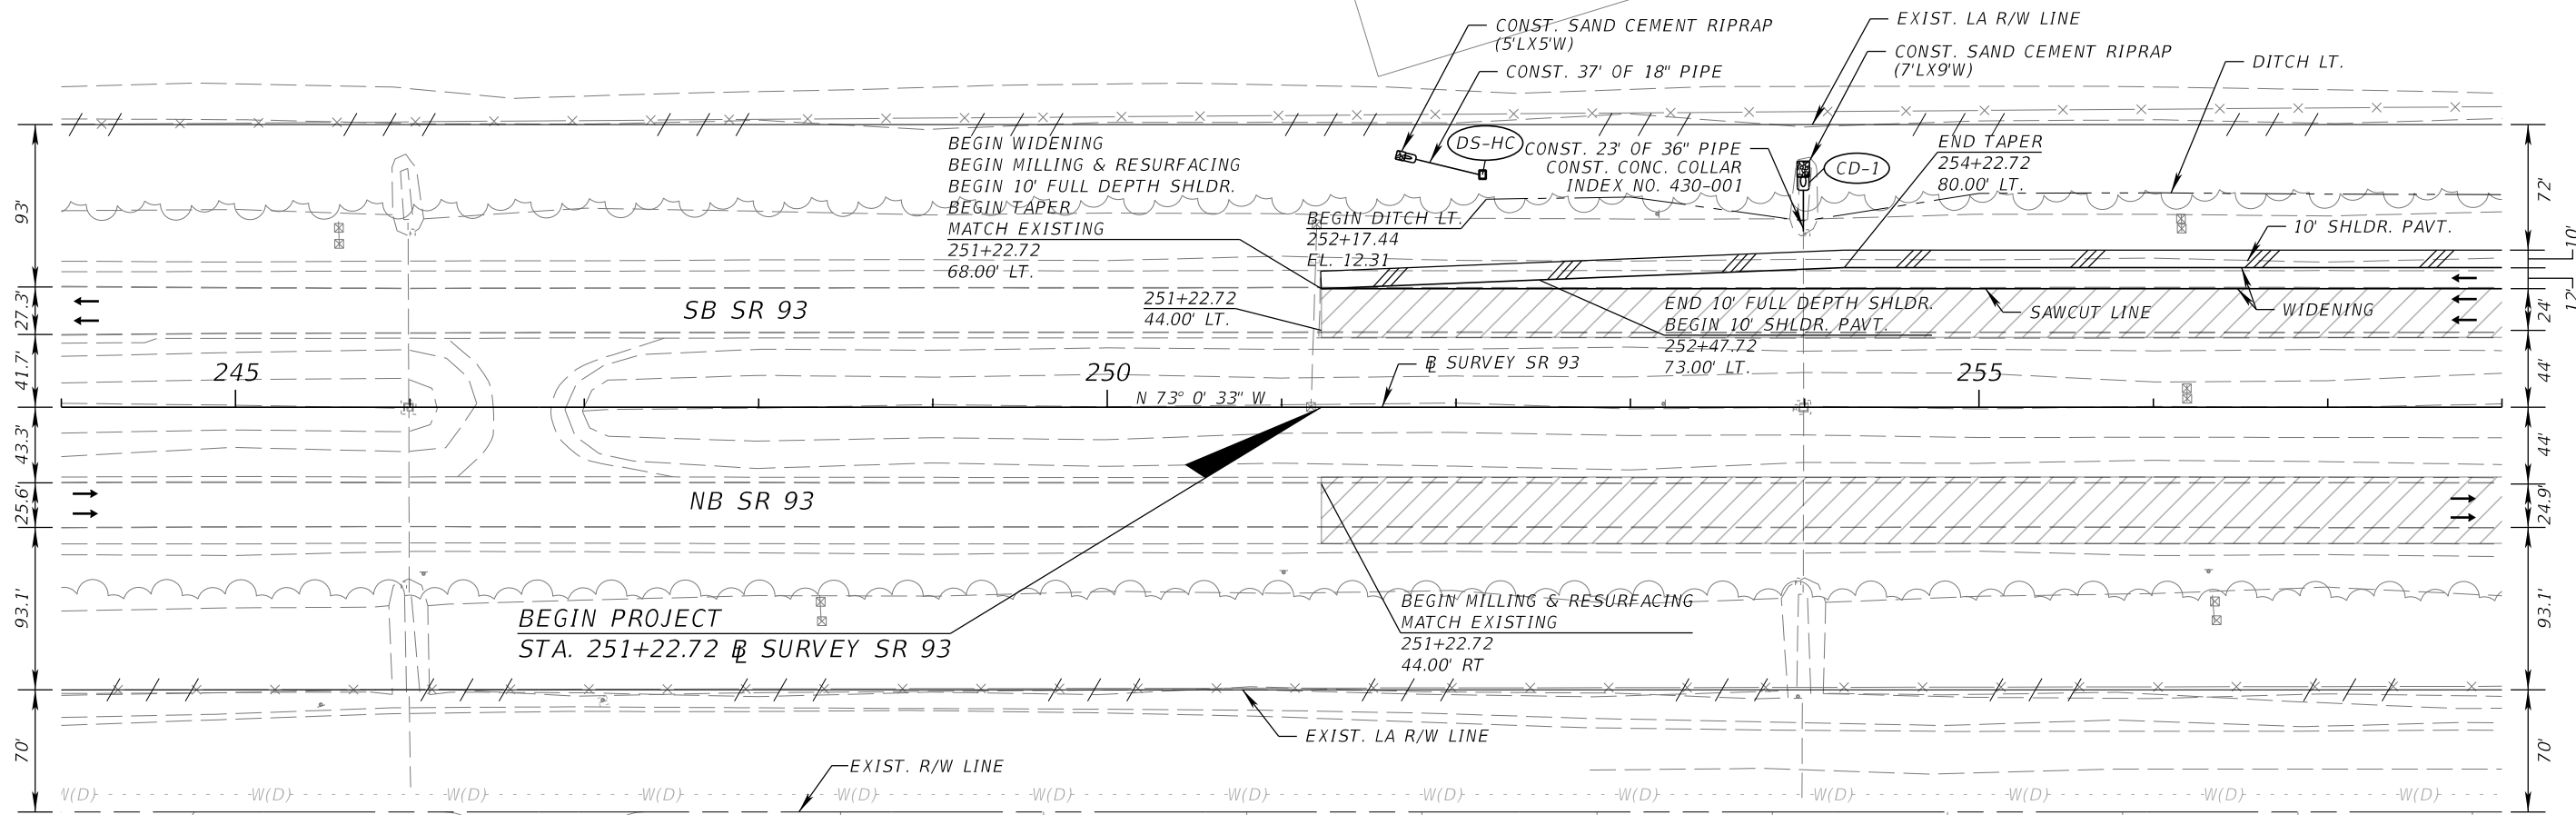 CONST. SAND CEMENT RIPRAP
(5'LX5'W)
CONST. 37' OF 18" PIPE
EXIST. LA R/W LINE
CONST. SAND CEMENT RIPRAP
(7'LX9'W)
DITCH LT.
BEGIN WIDENING
BEGIN MILLING & RESURFACING
BEGIN 10' FULL DEPTH SHLDR.
BEGIN TAPER
MATCH EXISTING
251+22.72
68.00' LT.
DS-HC
CONST. 23' OF 36" PIPE
CONST. CONC. COLLAR
INDEX NO. 430-001
CD-1
END TAPER
254+22.72
80.00' LT.
BEGIN DITCH LT.
252+17.44
EL. 12.31
10' SHLDR. PAVT.
251+22.72
44.00' LT.
SB SR 93
END 10' FULL DEPTH SHLDR.
BEGIN 10' SHLDR. PAVT.
252+47.72
73.00' LT.
SAWCUT LINE
WIDENING
93'
27.3'
41.7'
43.3'
25.6'
93.1'
70'
72'
10'
12'
24'
44'
44'
24.9'
93.1'
70'
245
250
255
N 73° 0' 33" W
BL SURVEY SR 93
NB SR 93
BEGIN PROJECT
STA. 251+22.72 BL SURVEY SR 93
BEGIN MILLING & RESURFACING
MATCH EXISTING
251+22.72
44.00' RT
EXIST. LA R/W LINE
EXIST. R/W LINE
W(D) W(D) W(D) W(D) W(D) W(D) W(D) W(D) W(D) W(D) W(D) W(D) W(D)